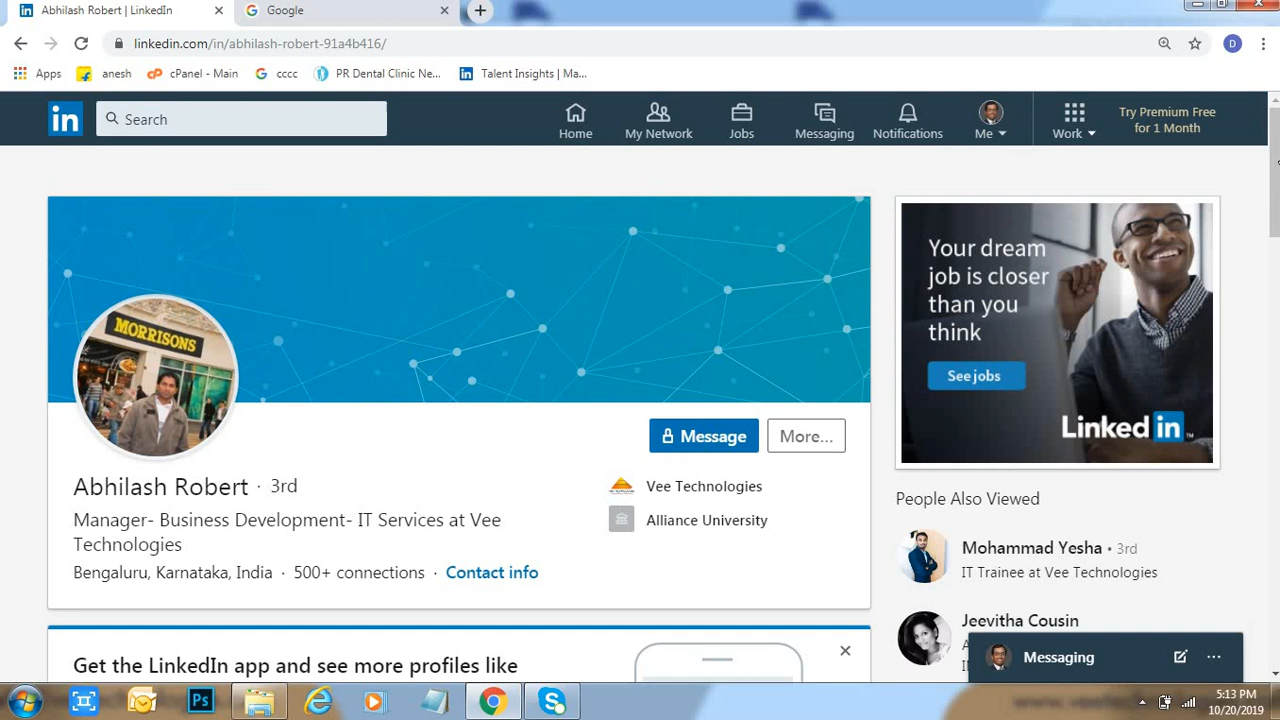 Abhilash Robert | LinkedIn
Google
linkedin.com/in/abhilash-robert-91a4b416/
D
Apps
anesh
cPanel - Main
cccc
PR Dental Clinic Ne...
Talent Insights | Ma...
in
Search
Home
My Network
Jobs
Messaging
Notifications
Me
Work
Try Premium Free
for 1 Month
MORRISONS
Your dream
job is closer
than you
think
See jobs
Linked in
Message
More...
Abhilash Robert · 3rd
Manager- Business Development- IT Services at Vee
Technologies
Bengaluru, Karnataka, India · 500+ connections · Contact info
Vee Technologies
Alliance University
People Also Viewed
Mohammad Yesha • 3rd
IT Trainee at Vee Technologies
Jeevitha Cousin
Messaging
Get the LinkedIn app and see more profiles like
Ps
5:13 PM
10/20/2019